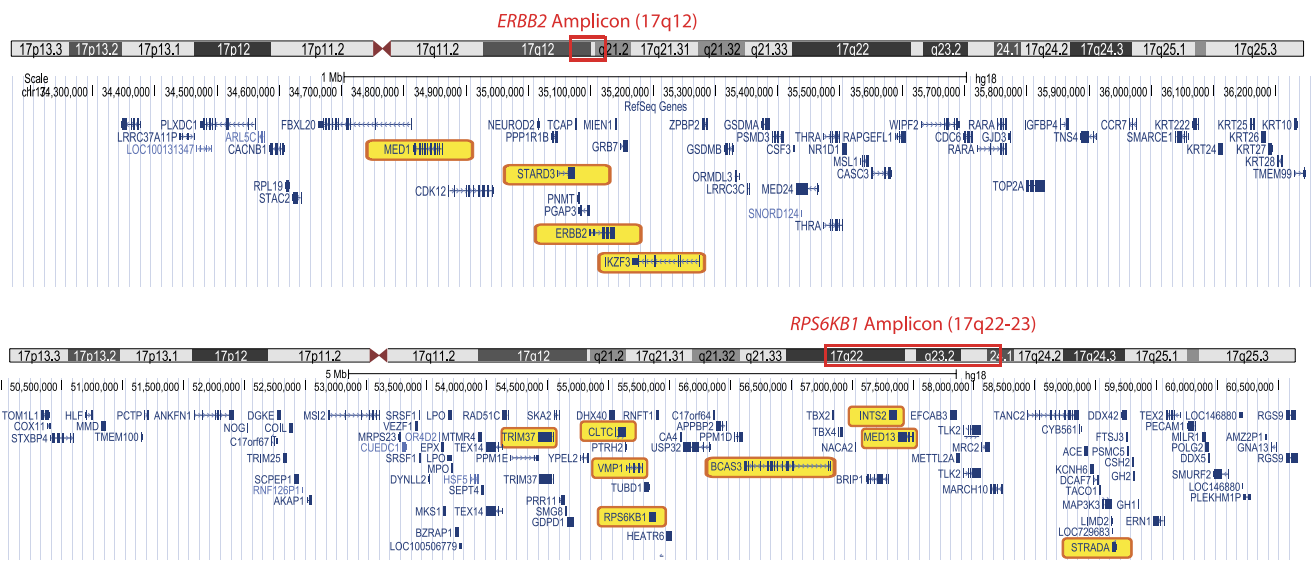 ERBB2 Amplicon (17q12)
17p13.3 17p13.2 17p13.1 17p12 17p11.2 17q11.2 17q12 q21.2 17q21.31 q21.32 q21.33 17q22 q23.2 24.1 17q24.2 17q24.3 17q25.1 17q25.3
Scale 1 Mb hg18
chr17 34,300,000 34,400,000 34,500,000 34,600,000 34,700,000 34,800,000 34,900,000 35,000,000 35,100,000 35,200,000 35,300,000 35,400,000 35,500,000 35,600,000 35,700,000 35,800,000 35,900,000 36,000,000 36,100,000 36,200,000
RefSeq Genes
PLXDC1 FBXL20 NEUROD2 TCAP MIEN1 ZPBP2 GSDMA WIPF2 RARA IGFBP4 CCR7 KRT222 KRT25 KRT10
LRRC37A11P ARL5C PPP1R1B PSMD3 THRA RAPGEFL1 CDC6 GJD3 TNS4 SMARCE1 KRT26
LOC100131347 CACNB1 MED1 GRB7 GSDMB CSF3 NR1D1 RARA KRT24 KRT27
MSL1 KRT28
STARD3 ORMDL3 CASC3 TMEM99
RPL19 CDK12 LRRC3C MED24 TOP2A
STAC2 PNMT
PGAP3 SNORD124
ERBB2 THRA
IKZF3
RPS6KB1 Amplicon (17q22-23)
17p13.3 17p13.2 17p13.1 17p12 17p11.2 17q11.2 17q12 q21.2 17q21.31 q21.32 q21.33 17q22 q23.2 24.1 17q24.2 17q24.3 17q25.1 17q25.3
5 Mb hg18
50,500,000 51,000,000 51,500,000 52,000,000 52,500,000 53,000,000 53,500,000 54,000,000 54,500,000 55,000,000 55,500,000 56,000,000 56,500,000 57,000,000 57,500,000 58,000,000 58,500,000 59,000,000 59,500,000 60,000,000 60,500,000
TOM1L1 HLF PCTP ANKFN1 DGKE MSI2 SRSF1 LPO RAD51C SKA2 DHX40 RNFT1 C17orf64 TBX2 INTS2 EFCAB3 TANC2 DDX42 TEX2 LOC146880 RGS9
COX11 MMD NOG COIL VEZF1 APPBP2 TBX4 TLK2 CYB561 PECAM1
STXBP4 TMEM100 C17orf67 MRPS23 OR4D2 MTMR4 TRIM37 CLTC CA4 PPM1D MED13 FTSJ3 MILR1 AMZ2P1
SRSF1 EPX TEX14 PTRH2 USP32 NACA2 MRC2 ACE PSMC5 POLG2 GNA13
TRIM25 LPO PPM1E YPEL2 METTL2A CSH2 DDX5 RGS9
MPO VMP1 BCAS3 TLK2 KCNH6 GH2 SMURF2
SCPEP1 DYNLL2 HSF5 TRIM37 BRIP1 DCAF7 LOC146880
RNF126P1 SEPT4 TUBD1 MARCH10 TACO1 PLEKHM1P
AKAP1 PRR11 MAP3K3 GH1
MKS1 TEX14 SMG8 RPS6KB1
GDPD1 LIMD2 ERN1
BZRAP1 HEATR6 LOC729683
LOC100506779 STRADA